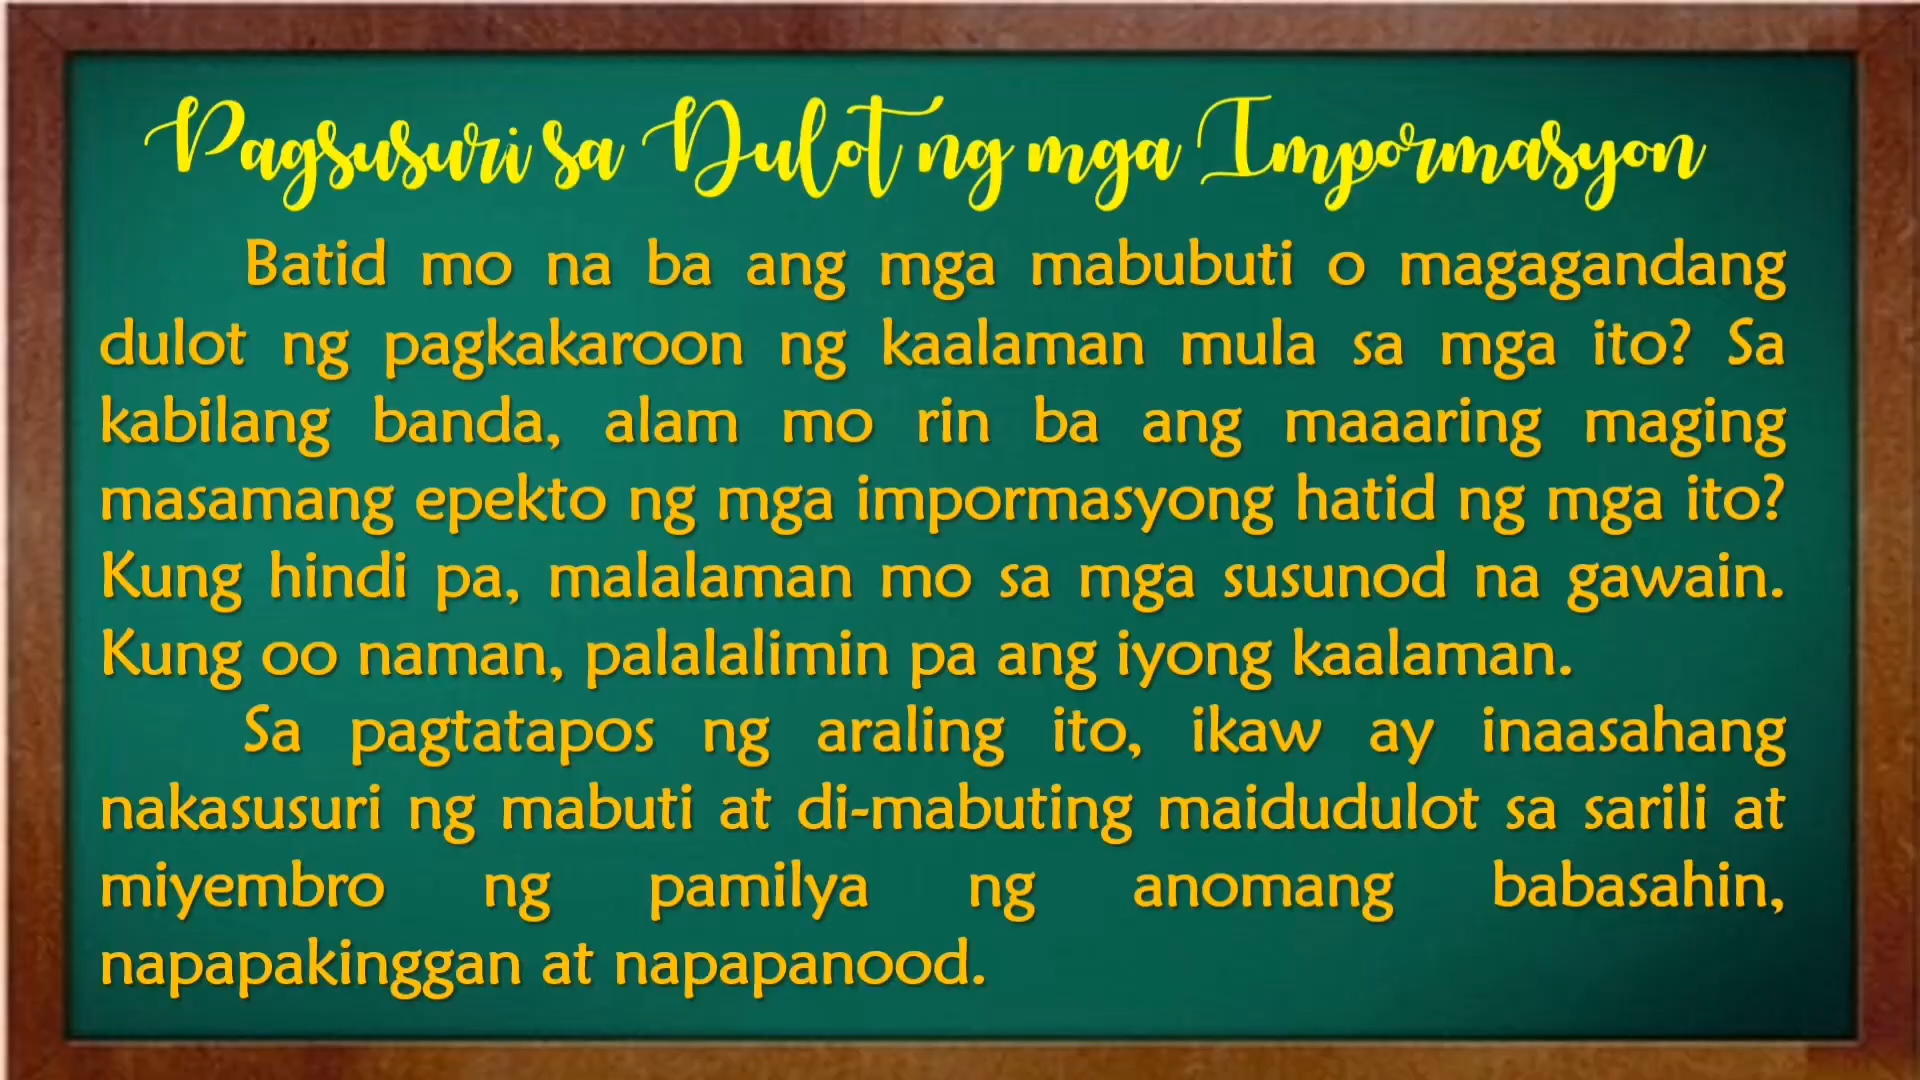 Pagsusuri sa Dulot ng mga Impormasyon
Batid mo na ba ang mga mabubuti o magagandang
dulot ng pagkakaroon ng kaalaman mula sa mga ito? Sa
kabilang banda, alam mo rin ba ang maaaring maging
masamang epekto ng mga impormasyong hatid ng mga ito?
Kung hindi pa, malalaman mo sa mga susunod na gawain.
Kung oo naman, palalalimin pa ang iyong kaalaman.
Sa pagtatapos ng araling ito, ikaw ay inaasahang
nakasusuri ng mabuti at di-mabuting maidudulot sa sarili at
miyembro ng pamilya ng anomang babasahin,
napapakinggan at napapanood.